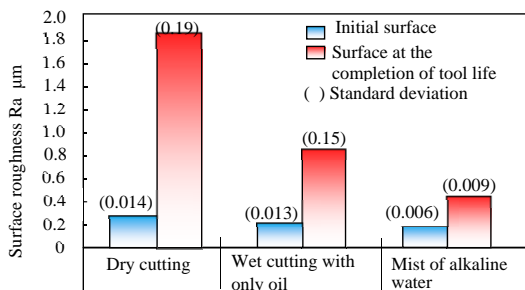 Surface roughness Ra μm
2.0
1.8
1.6
1.4
1.2
1.0
0.8
0.6
0.4
0.2
0
(0.19)
(0.014)
(0.15)
(0.013)
(0.009)
(0.006)
Initial surface
Surface at the
completion of tool life
( ) Standard deviation
Dry cutting
Wet cutting with
only oil
Mist of alkaline
water